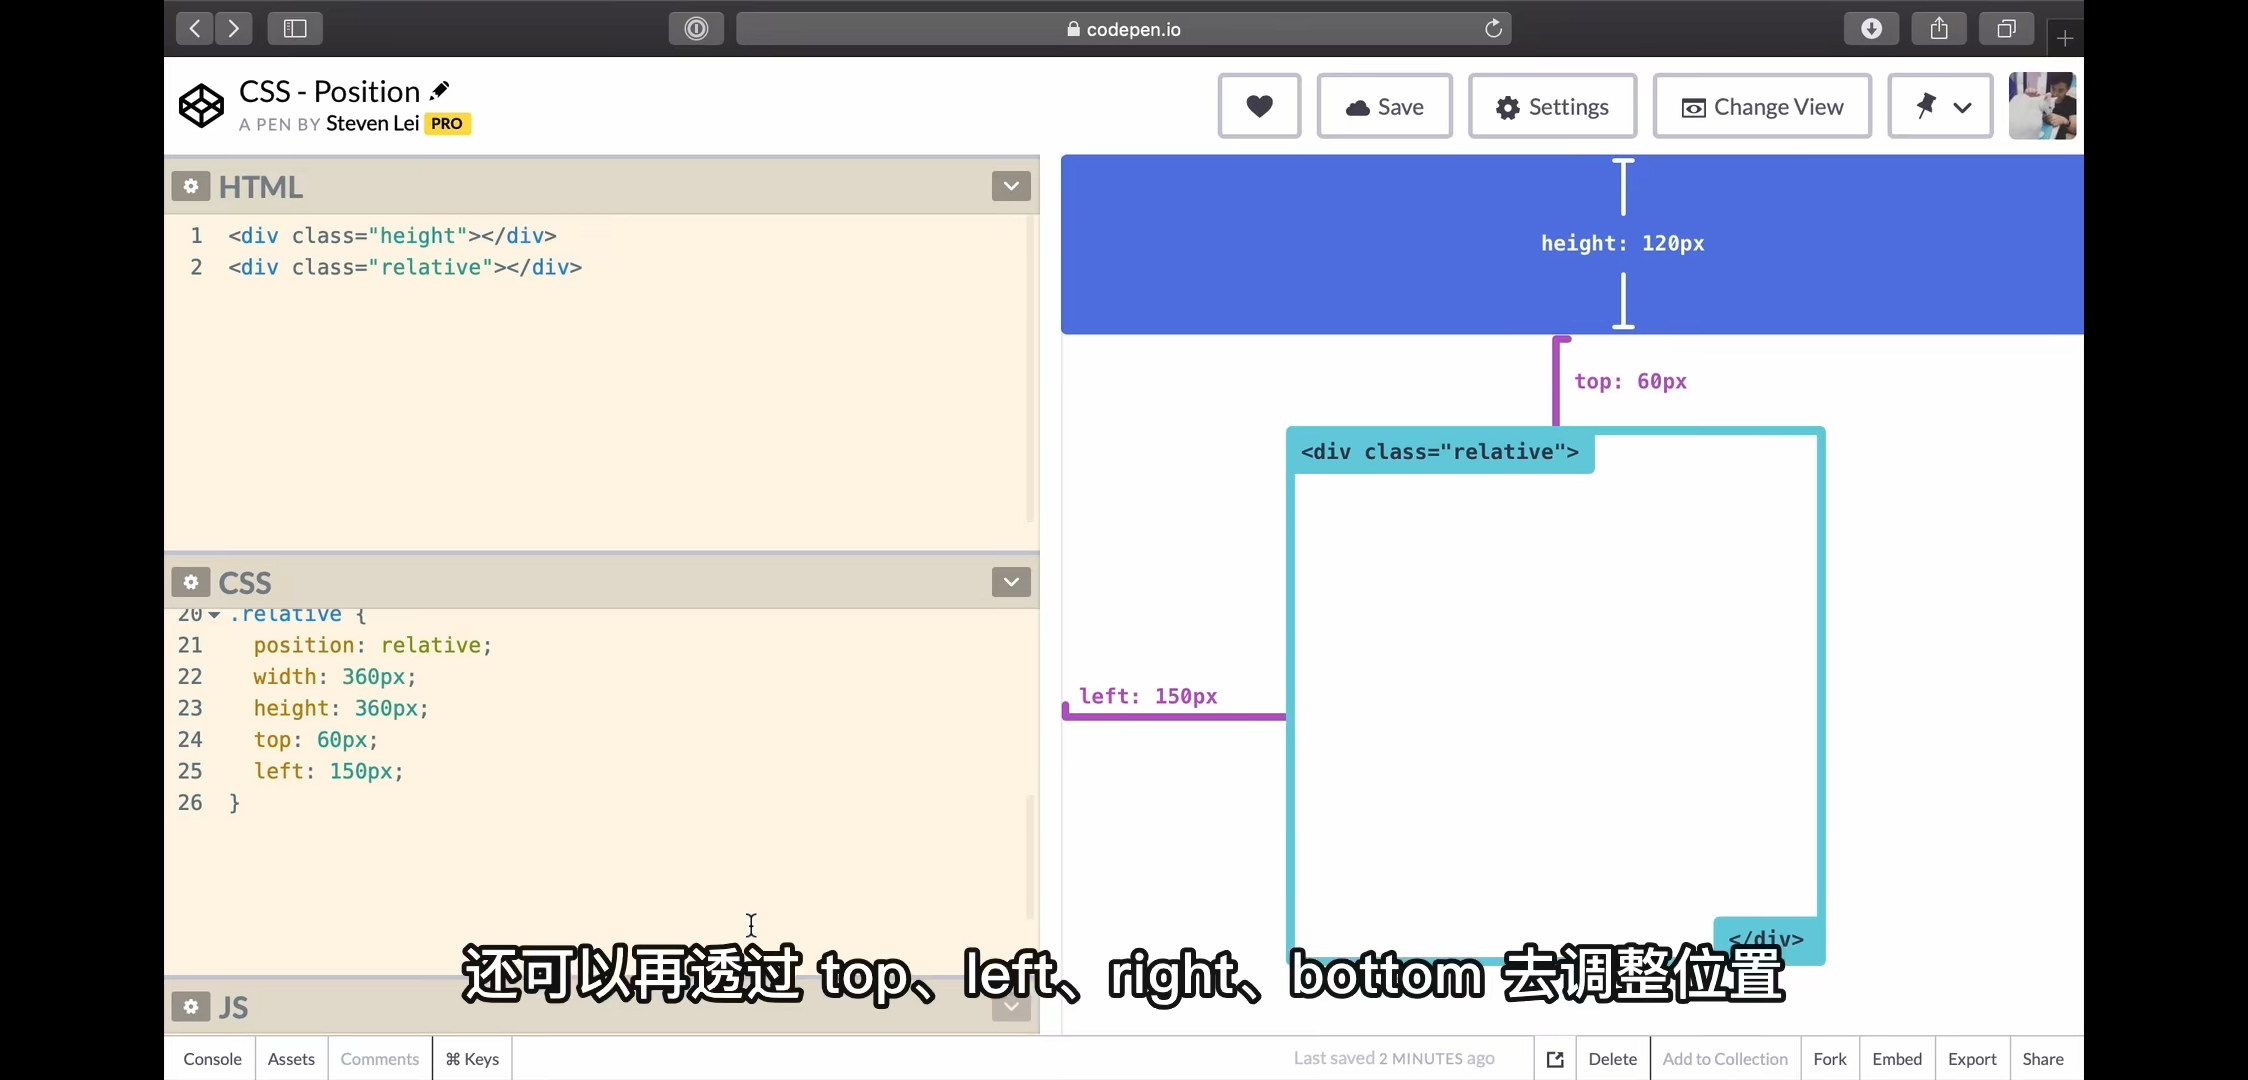 codepen.io
CSS - Position
A PEN BY Steven Lei PRO
Save
Settings
Change View
HTML
1 <div class="height"></div>
2 <div class="relative"></div>
CSS
20 .relative {
21 position: relative;
22 width: 360px;
23 height: 360px;
24 top: 60px;
25 left: 150px;
26 }
JS
height: 120px
top: 60px
<div class="relative">
left: 150px
</div>
还可以再透过 top、left、right、bottom 去调整位置
Console Assets Comments ⌘ Keys Last saved 2 MINUTES ago Delete Add to Collection Fork Embed Export Share